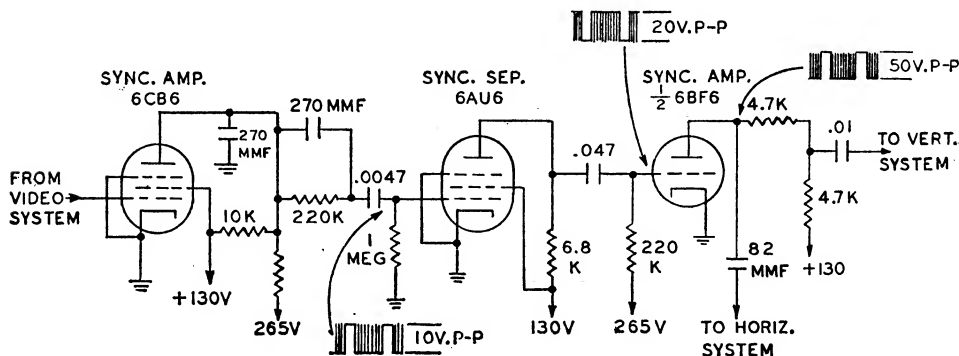 SYNC. AMP.
6CB6
270
MMF
270 MMF
FROM
VIDEO
SYSTEM
10K
220K
.0047
1
MEG
+130V
265V
10V.P-P
SYNC. SEP.
6AU6
.047
6.8
K
220
K
130V
265V
20V.P-P
SYNC. AMP.
1/2 6BF6
50V.P-P
4.7K
.01
TO VERT.
SYSTEM
4.7K
82
MMF
+130
TO HORIZ.
SYSTEM